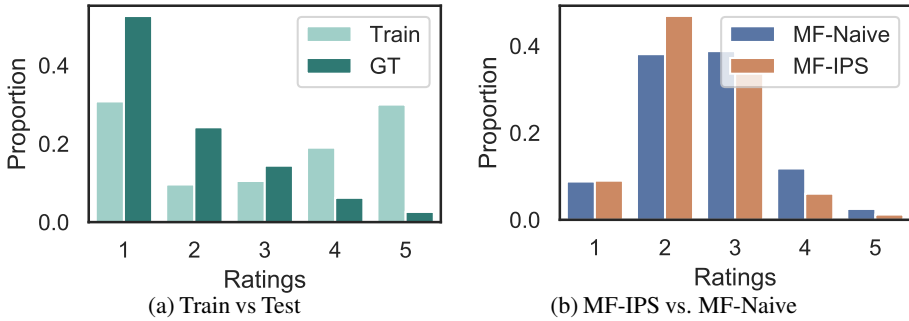 Train
GT
Proportion
0.4
0.2
0.0
1 2 3 4 5
Ratings
(a) Train vs Test
MF-Naive
MF-IPS
Proportion
0.4
0.2
0.0
1 2 3 4 5
Ratings
(b) MF-IPS vs. MF-Naive